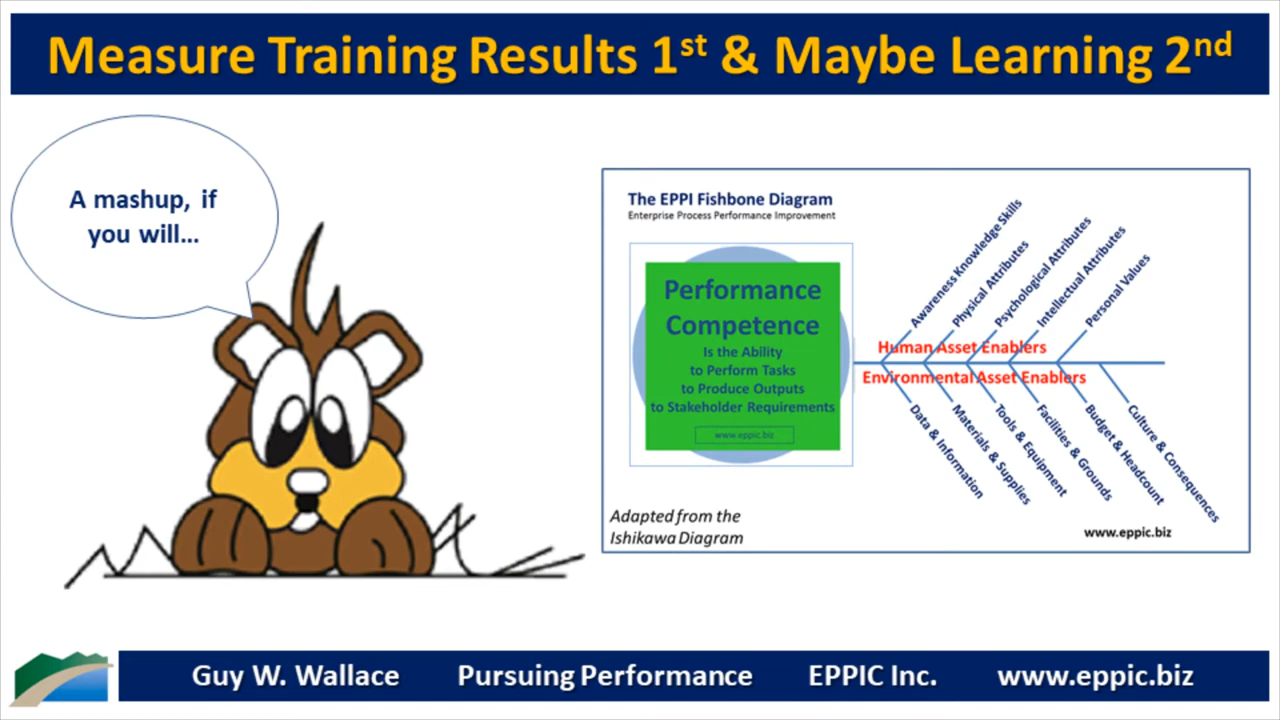 Measure Training Results 1st & Maybe Learning 2nd
A mashup, if
you will...
The EPPI Fishbone Diagram
Enterprise Process Performance Improvement
Performance
Competence
Is the Ability
to Perform Tasks
to Produce Outputs
to Stakeholder Requirements
www.eppic.biz
Awareness Knowledge Skills
Physical Attributes
Psychological Attributes
Intellectual Attributes
Personal Values
Human Asset Enablers
Environmental Asset Enablers
Data & Information
Materials & Supplies
Tools & Equipment
Facilities & Grounds
Budget & Headcount
Culture & Consequences
Adapted from the
Ishikawa Diagram
www.eppic.biz
Guy W. Wallace Pursuing Performance EPPIC Inc. www.eppic.biz